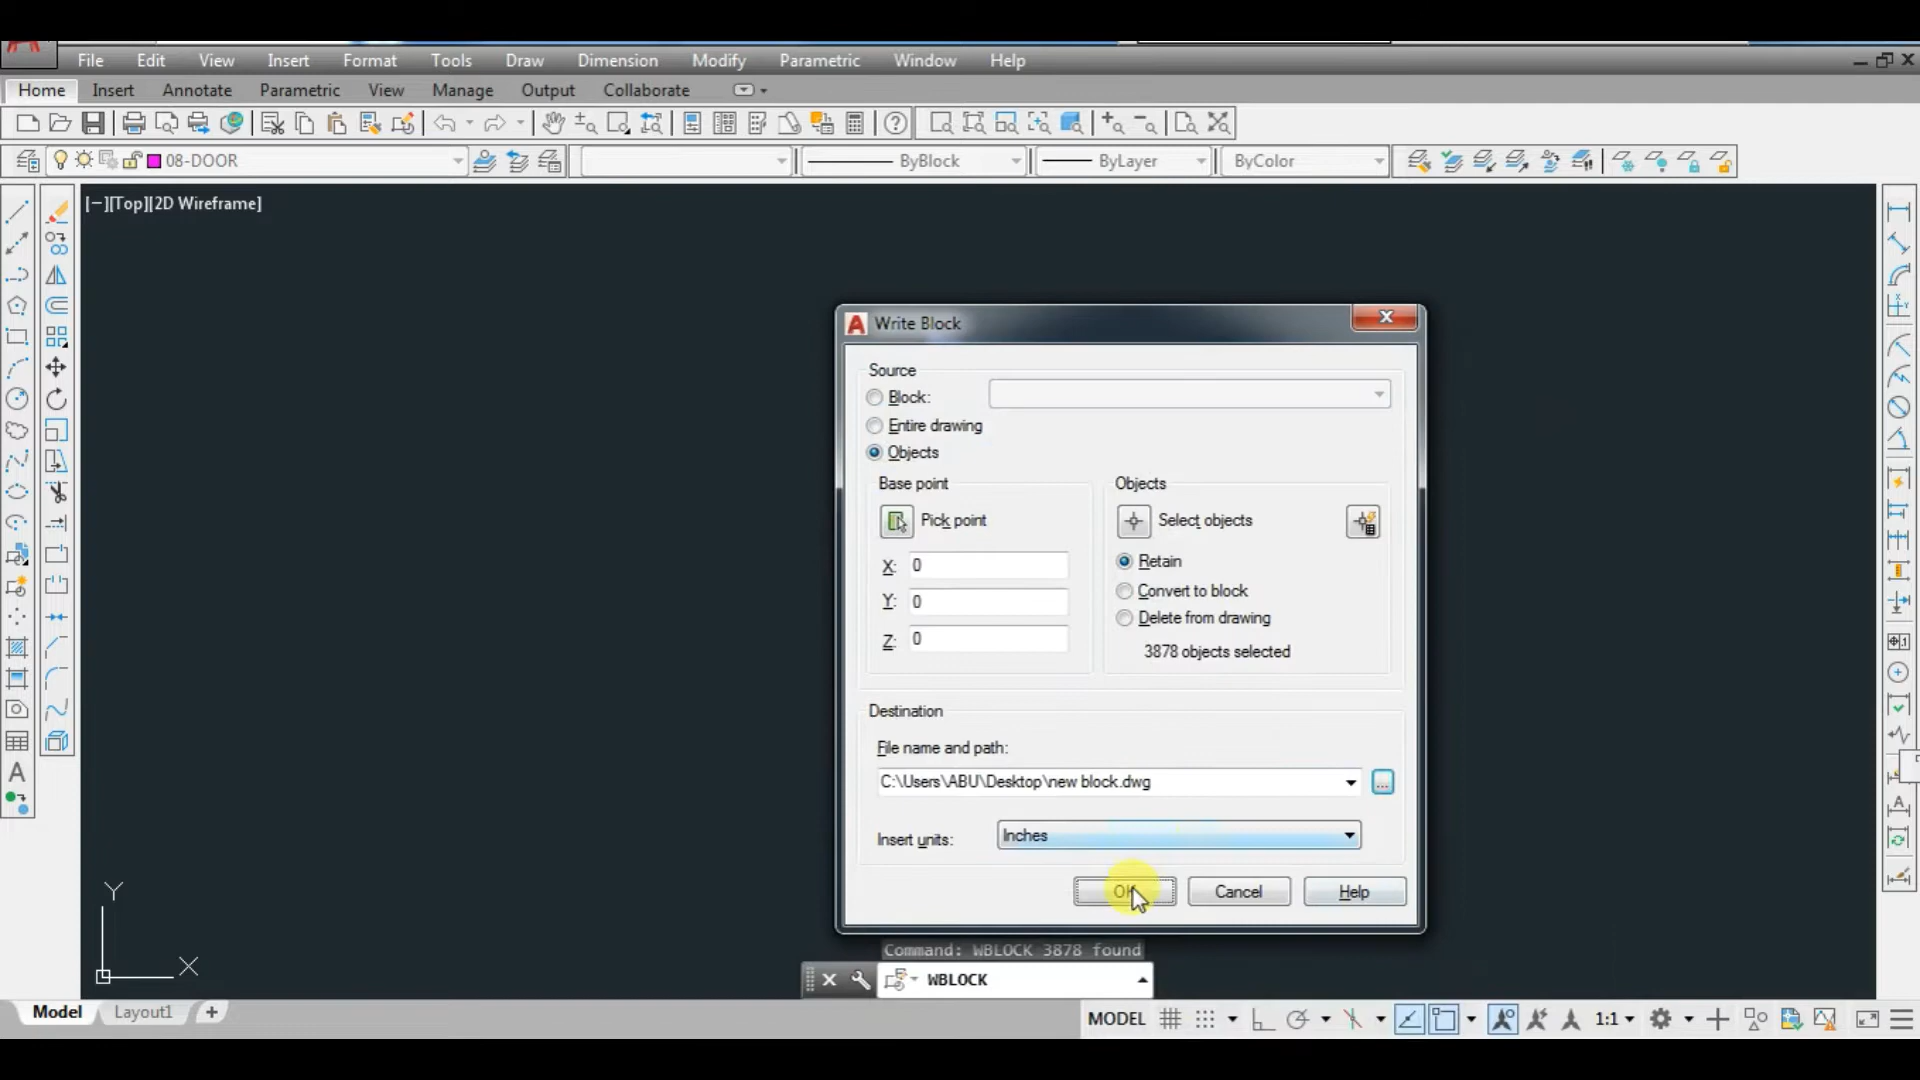 File Edit View Insert Format Tools Draw Dimension Modify Parametric Window Help
Home Insert Annotate Parametric View Manage Output Collaborate
08-DOOR ByBlock ByLayer ByColor
[−][Top][2D Wireframe]
Write Block
Source
Block:
Entire drawing
Objects
Base point
Objects
Pick point
Select objects
X: 0
Retain
Y: 0
Convert to block
Z: 0
Delete from drawing
3878 objects selected
Destination
File name and path:
C:\Users\ABU\Desktop\new block.dwg
...
Insert units: Inches
OK Cancel Help
Y
X
Command: WBLOCK 3878 found
WBLOCK
Model Layout1 +
MODEL 1:1